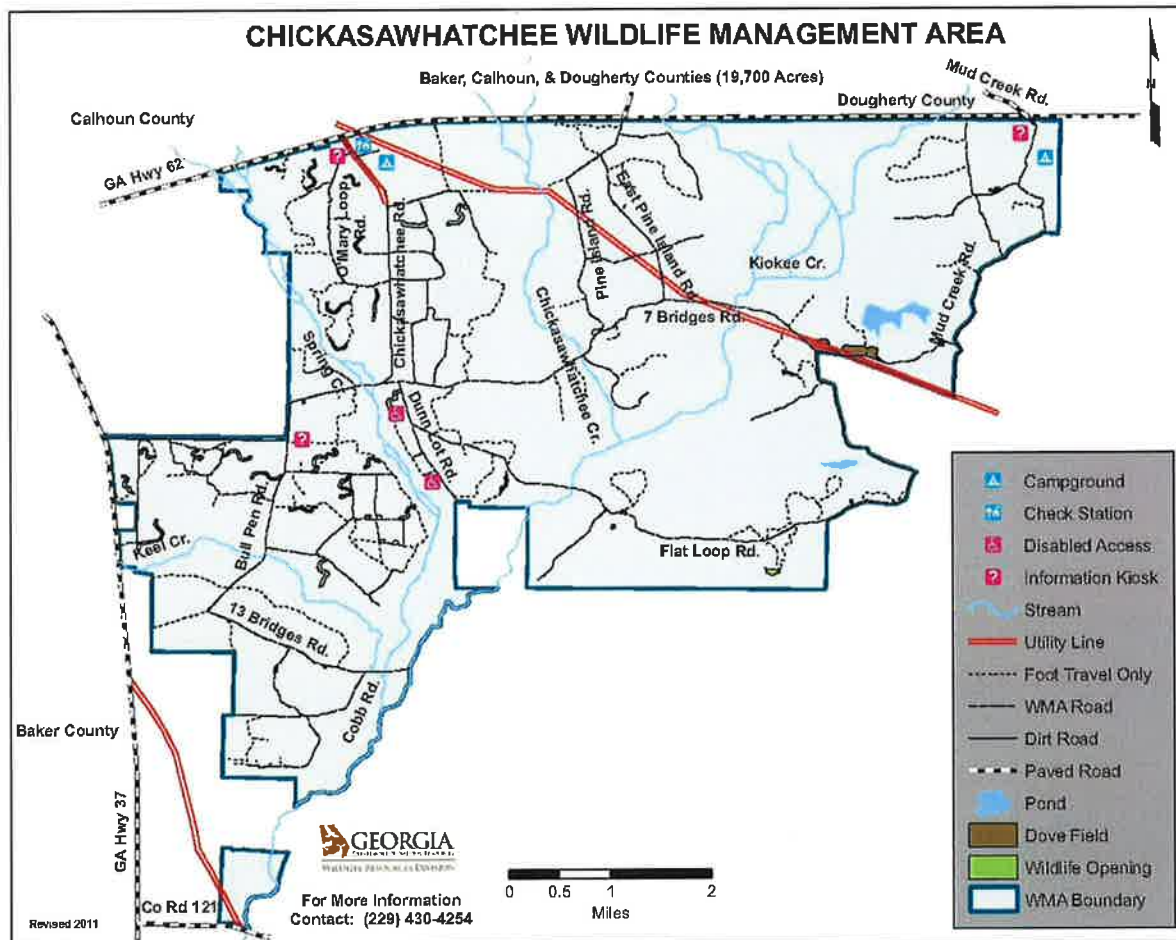 CHICKASAWHATCHEE WILDLIFE MANAGEMENT AREA
Baker, Calhoun, & Dougherty Counties (19,700 Acres)
Mud Creek Rd.
N
Calhoun County
Dougherty County
GA Hwy 62
O'Mary Loop
Rd.
Chickasawhatchee Rd.
Pine Island Rd.
East Pine Island Rd.
Kiokee Cr.
Mud Creek Rd.
7 Bridges Rd.
Chickasawhatchee Cr.
Spring Cr.
Dunn Lot Rd.
Bull Pen Rd.
Keel Cr.
Flat Loop Rd.
13 Bridges Rd.
Cobb Rd.
Baker County
GA Hwy 37
Co Rd 121
Campground
Check Station
Disabled Access
Information Kiosk
Stream
Utility Line
Foot Travel Only
WMA Road
Dirt Road
Paved Road
Pond
Dove Field
Wildlife Opening
WMA Boundary
GEORGIA
WILDLIFE RESOURCES DIVISION
For More Information
Contact: (229) 430-4254
0 0.5 1 2
Miles
Revised 2011